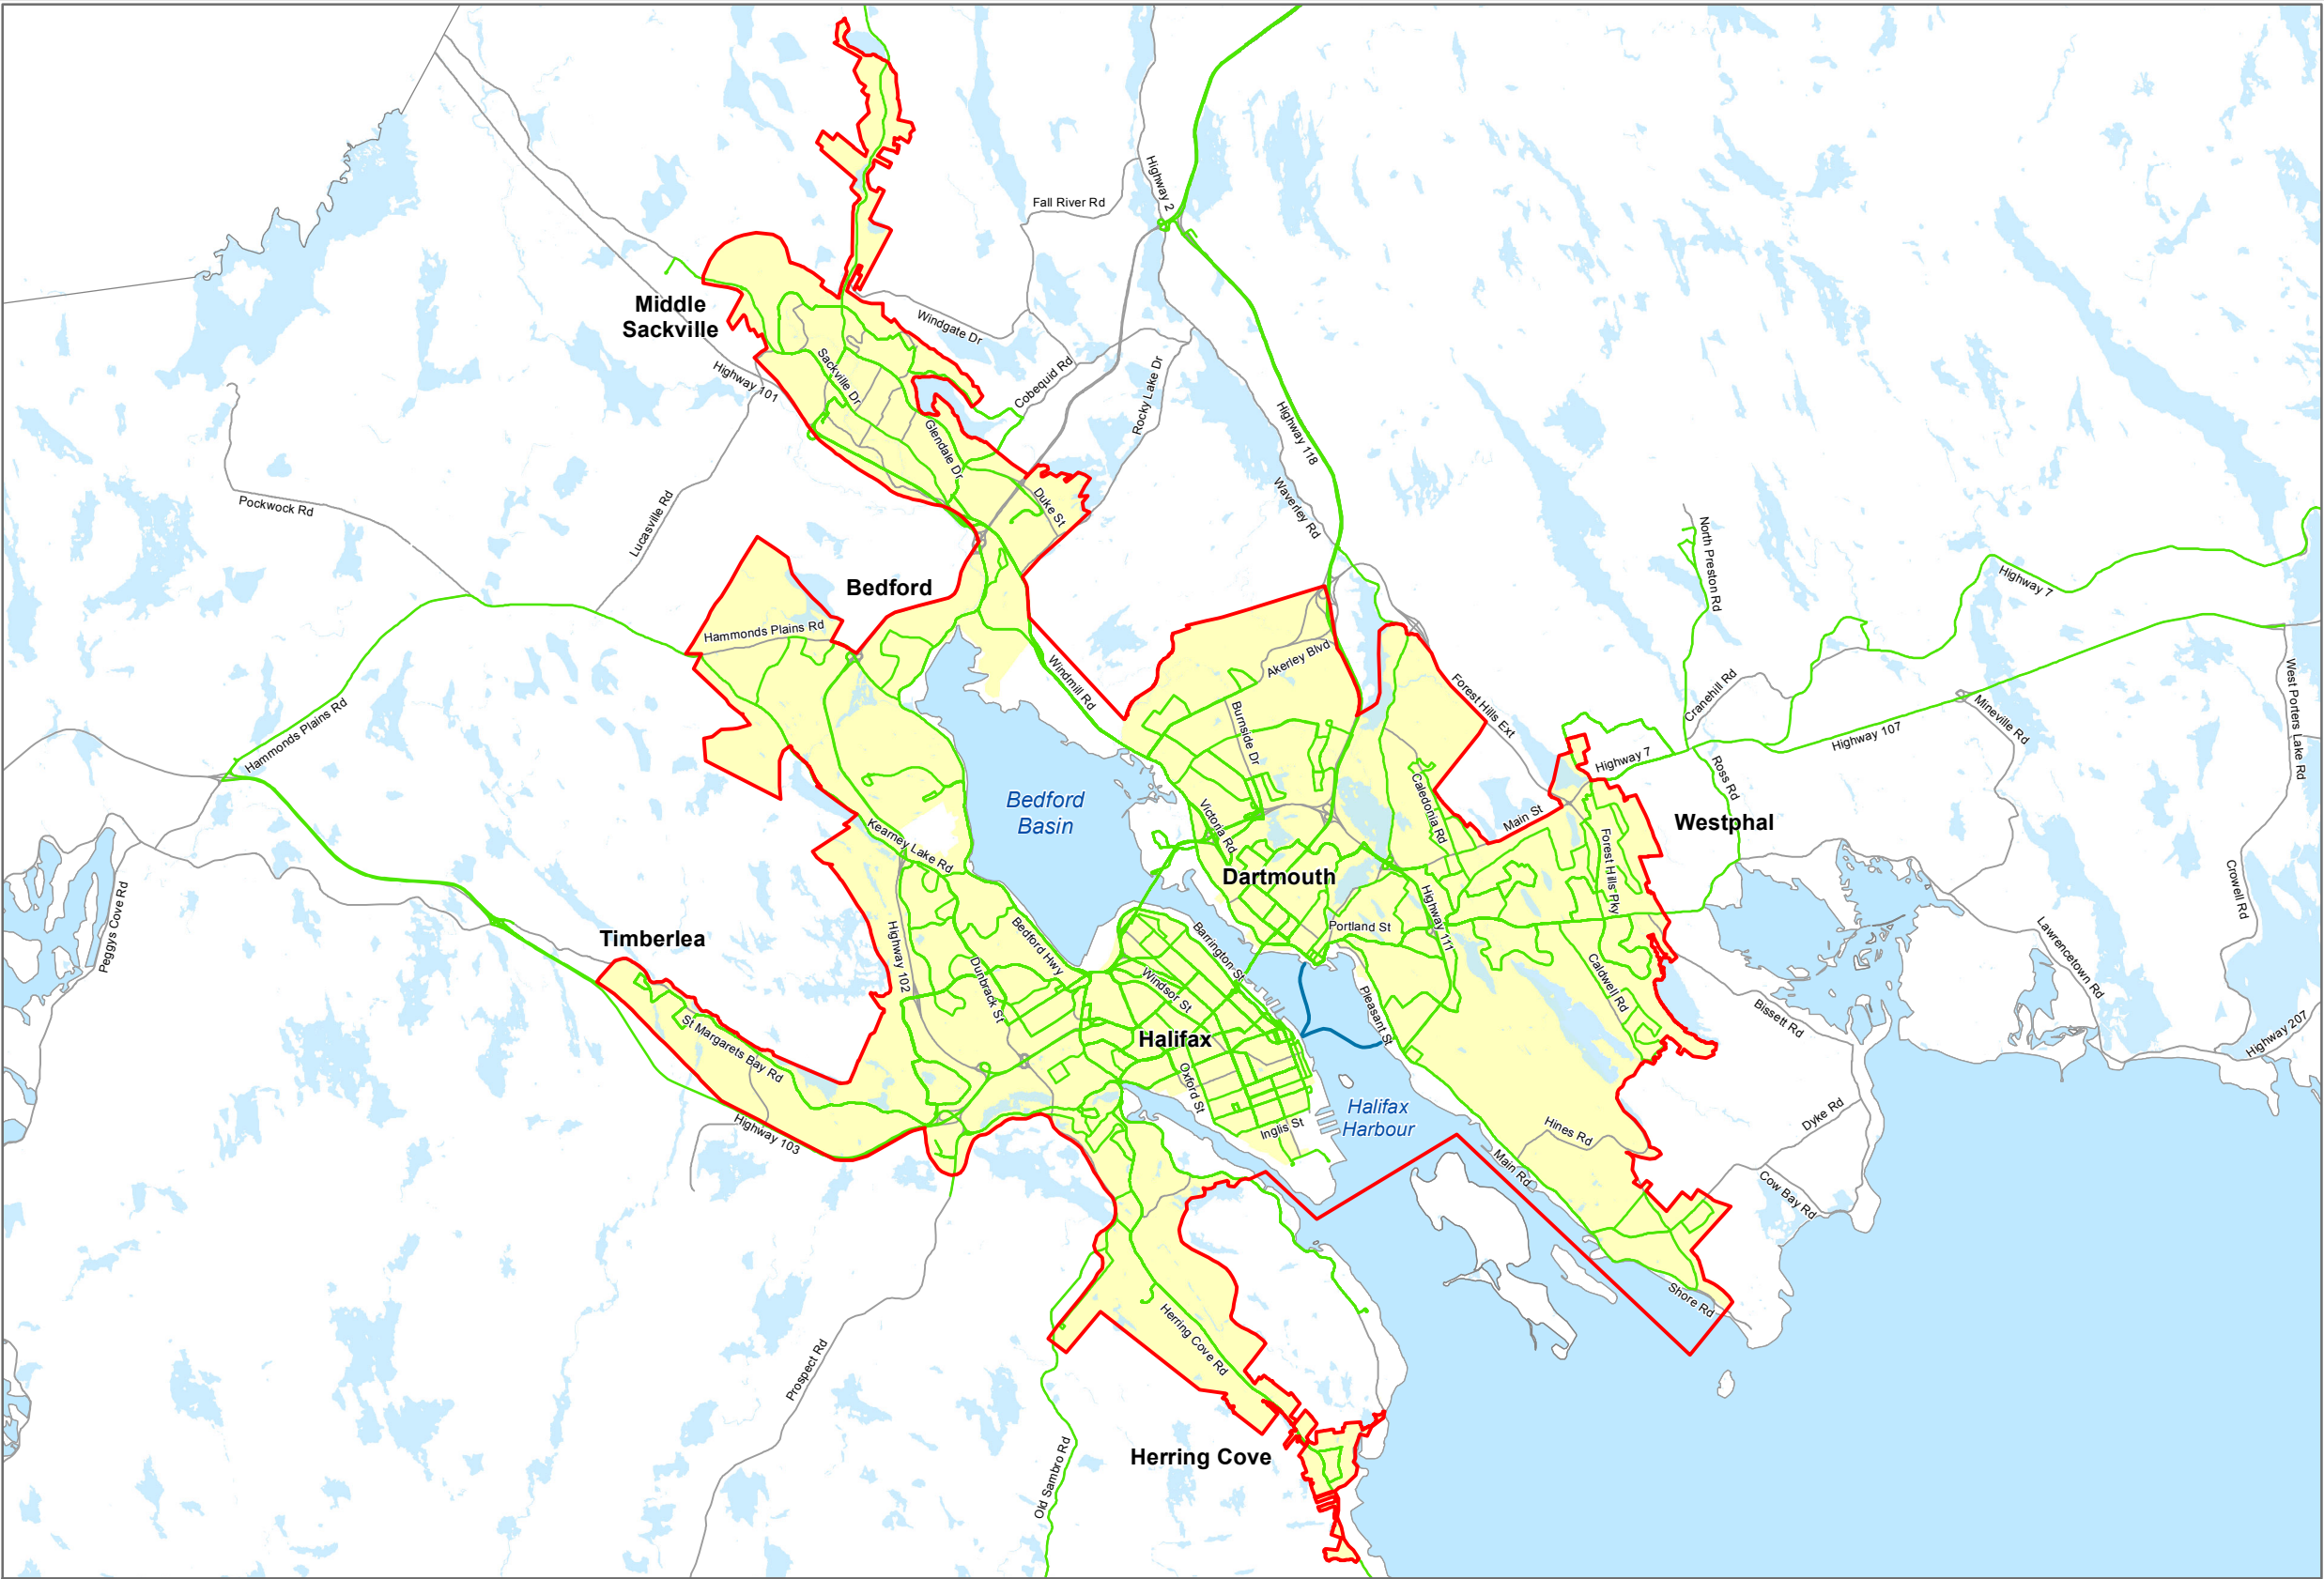 Highway 2
Fall River Rd
Middle
Sackville
Windgate Dr
Sackville Dr
Highway 101
Cobequid Rd
Rocky Lake Dr
Highway 118
Glendale Dr
Duke St
Waverley Rd
Pockwock Rd
Lucasville Rd
North Preston Rd
Highway 7
Bedford
Hammonds Plains Rd
Akerley Blvd
Windmill Rd
Forest Hills Ext
Cranehill Rd
Mineville Rd
West Porters Lake Rd
Hammonds Plains Rd
Burnside Dr
Highway 7
Highway 107
Ross Rd
Bedford
Basin
Victoria Rd
Caledonia Rd
Main St
Westphal
Kearney Lake Rd
Forest Hills Pky
Dartmouth
Peggys Cove Rd
Crowell Rd
Timberlea
Highway 102
Bedford Hwy
Barrington St
Portland St
Highway 111
Lawrencetown Rd
Dunbrack St
Windsor St
Caldwell Rd
Pleasant St
Bissett Rd
St Margarets Bay Rd
Halifax
Highway 207
Oxford St
Halifax
Harbour
Highway 103
Inglis St
Hines Rd
Dyke Rd
Main Rd
Cow Bay Rd
Shore Rd
Prospect Rd
Herring Cove Rd
Herring Cove
Old Sambro Rd